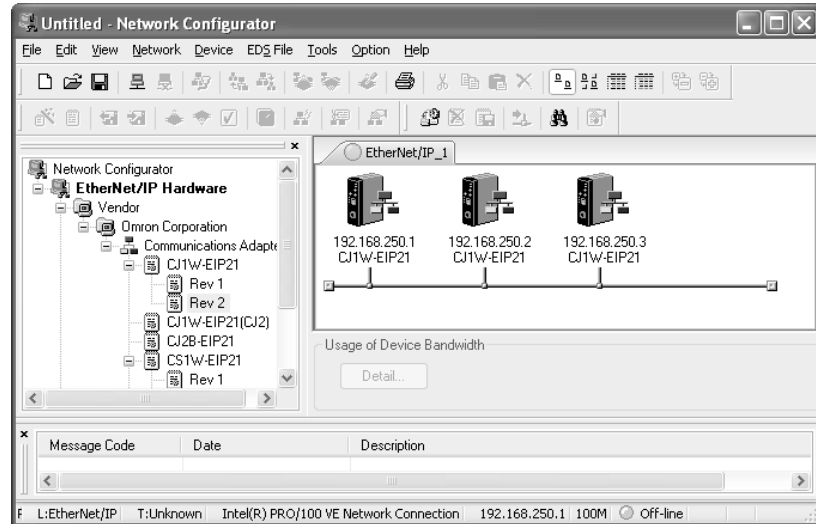 Untitled - Network Configurator
File Edit View Network Device EDS File Tools Option Help
Network Configurator
EtherNet/IP Hardware
Vendor
Omron Corporation
Communications Adapte
CJ1W-EIP21
Rev 1
Rev 2
CJ1W-EIP21(CJ2)
CJ2B-EIP21
CS1W-EIP21
Rev 1
EtherNet/IP_1
192.168.250.1 192.168.250.2 192.168.250.3
CJ1W-EIP21 CJ1W-EIP21 CJ1W-EIP21
Usage of Device Bandwidth
Detail...
Message Code Date Description
L:EtherNet/IP T:Unknown Intel(R) PRO/100 VE Network Connection 192.168.250.1 100M Off-line